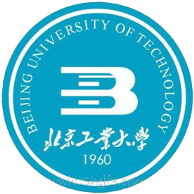 BEIJING UNIVERSITY OF TECHNOLOGY
北京工业大学
1960